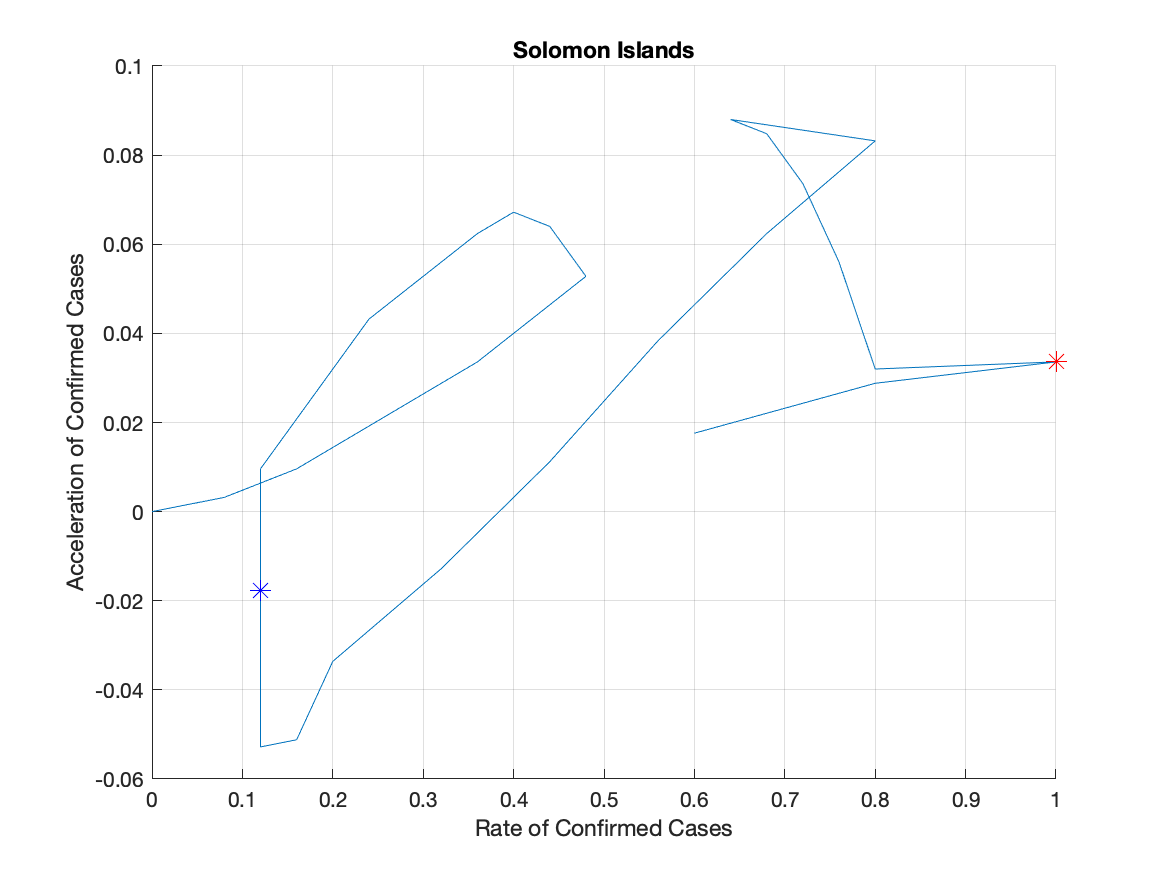 Solomon Islands
0.1
0.08
0.06
0.04
0.02
0
-0.02
-0.04
-0.06
Acceleration of Confirmed Cases
0 0.1 0.2 0.3 0.4 0.5 0.6 0.7 0.8 0.9 1
Rate of Confirmed Cases